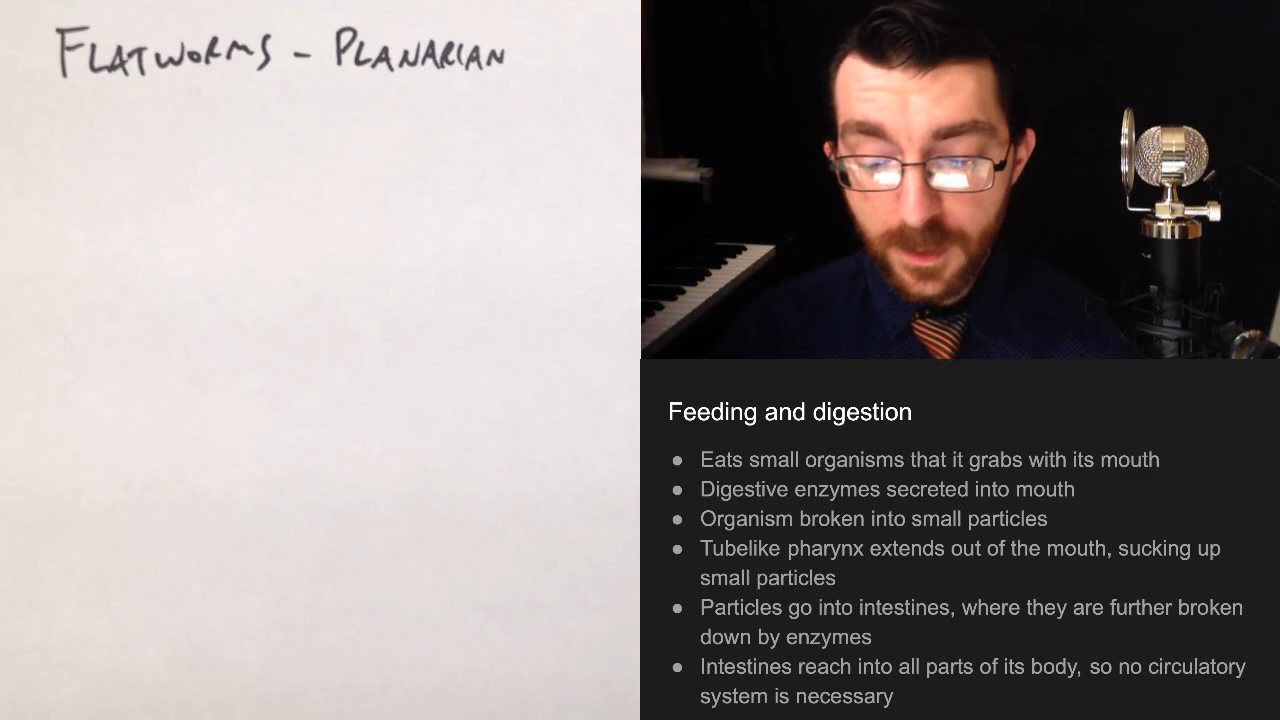 FLATWORMS - PLANARIAN
Feeding and digestion
● Eats small organisms that it grabs with its mouth
● Digestive enzymes secreted into mouth
● Organism broken into small particles
● Tubelike pharynx extends out of the mouth, sucking up
small particles
● Particles go into intestines, where they are further broken
down by enzymes
● Intestines reach into all parts of its body, so no circulatory
system is necessary